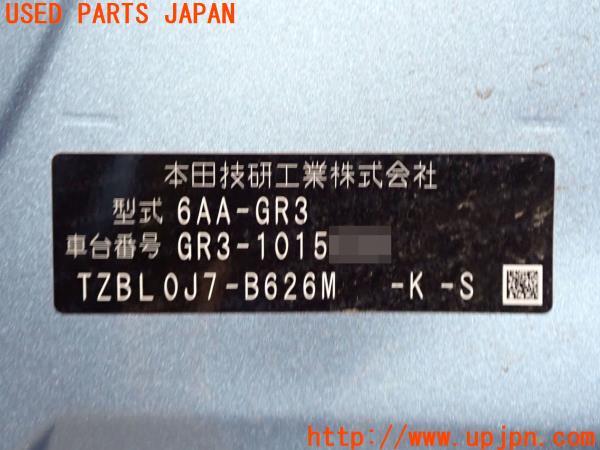 USED PARTS JAPAN
本田技研工業株式会社
型式 6AA-GR3
車台番号 GR3-1015
TZBL0J7-B626M -K -S
http://www.upjpn.com